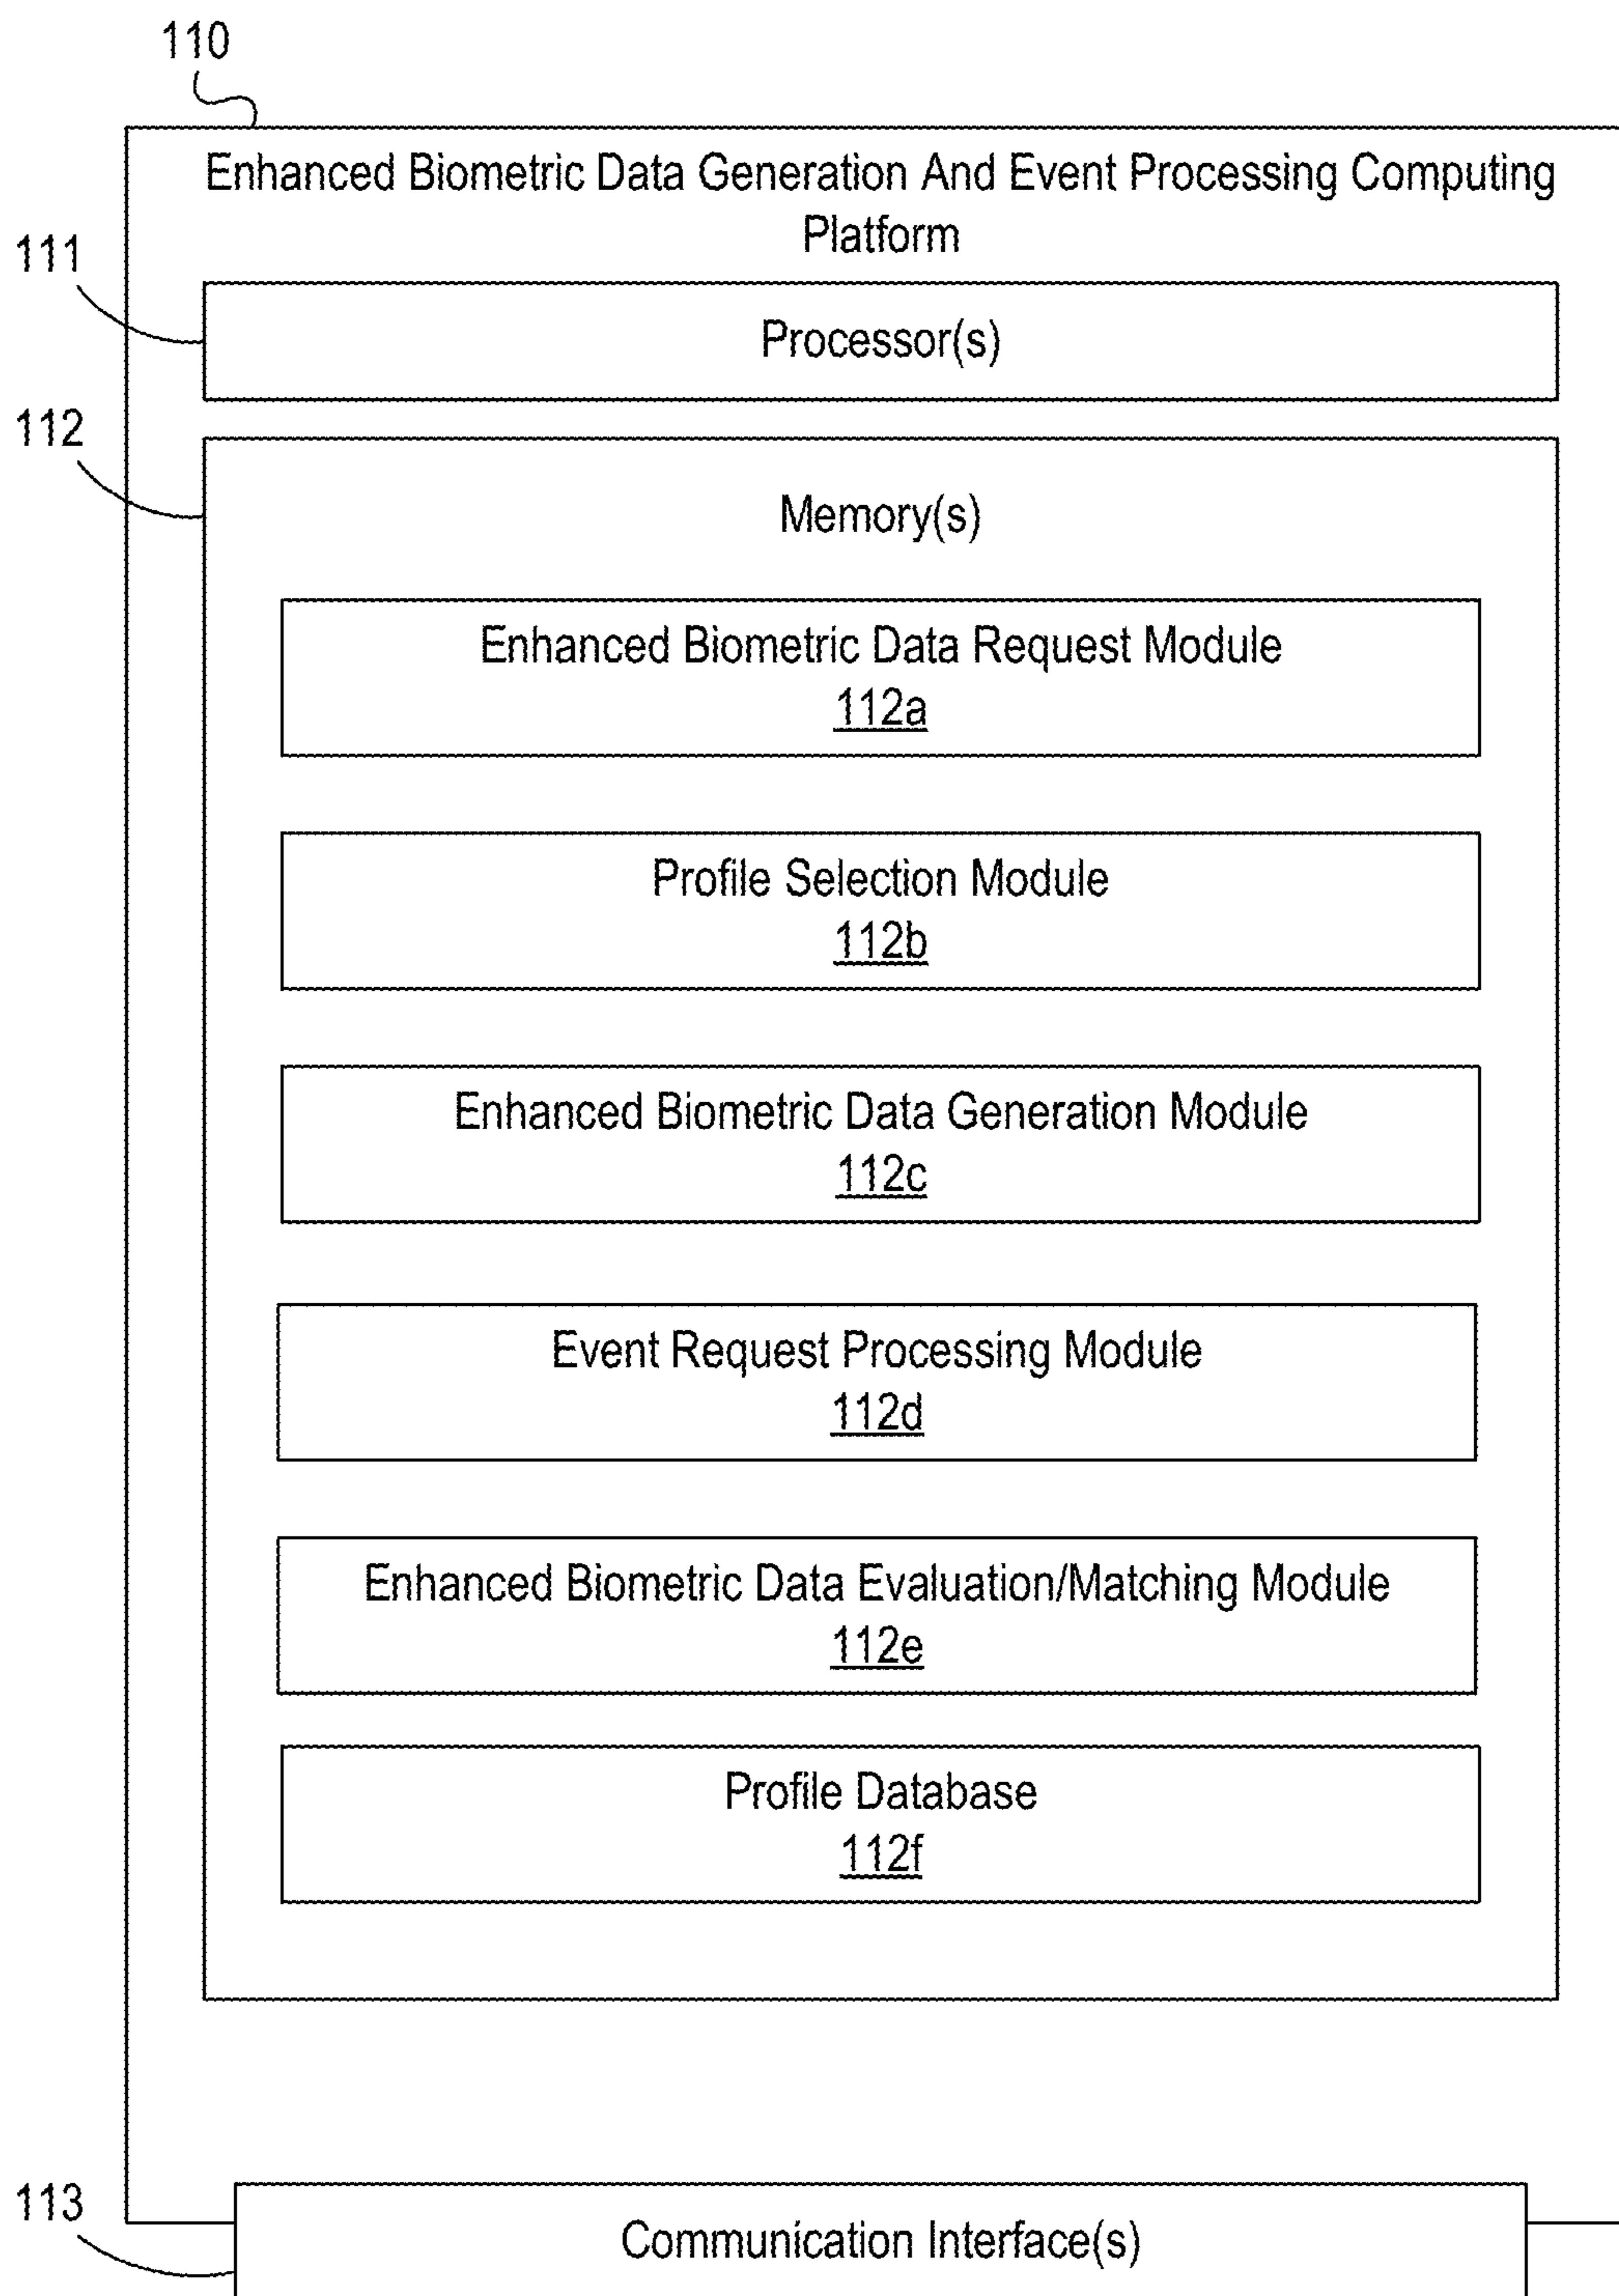 110
Enhanced Biometric Data Generation And Event Processing Computing
Platform
111
Processor(s)
112
Memory(s)
Enhanced Biometric Data Request Module
112a
Profile Selection Module
112b
Enhanced Biometric Data Generation Module
112c
Event Request Processing Module
112d
Enhanced Biometric Data Evaluation/Matching Module
112e
Profile Database
112f
113
Communication Interface(s)